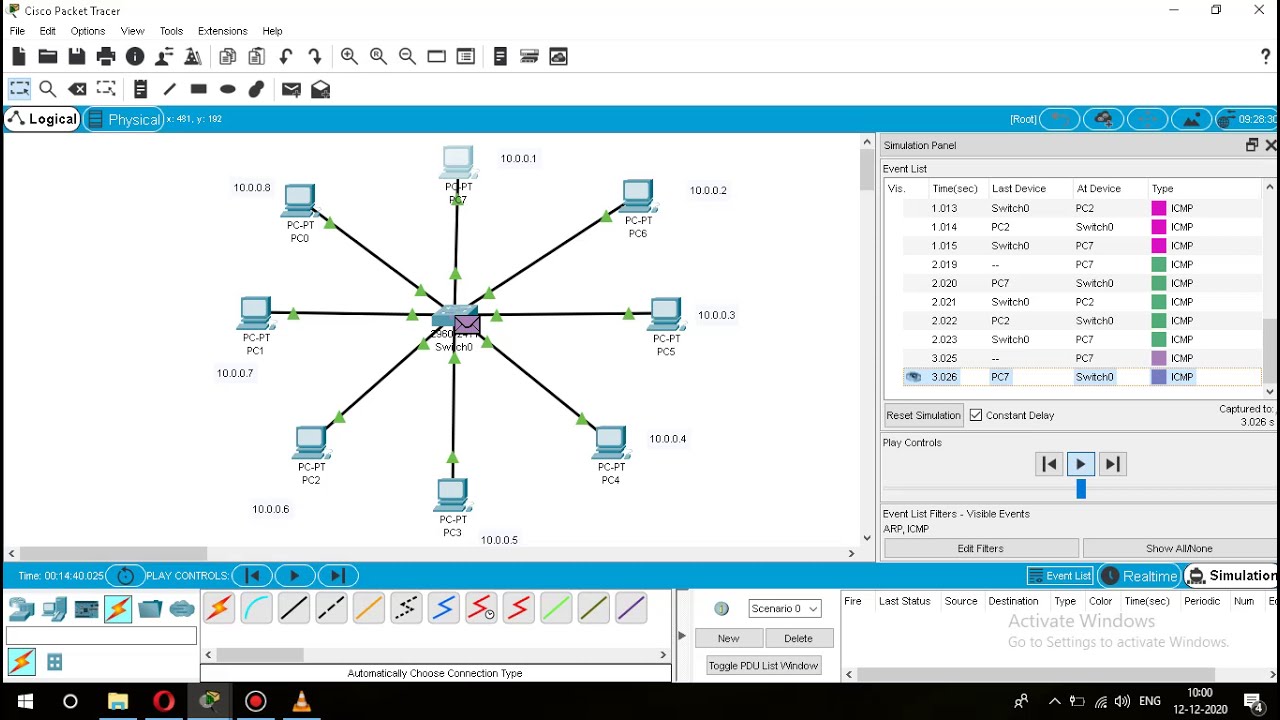 Cisco Packet Tracer
File Edit Options View Tools Extensions Help
Logical Physical x: 481, y: 192 [Root] 09:28:30
10.0.0.1
PC-PT
PC7
10.0.0.8
PC-PT
PC0
10.0.0.2
PC-PT
PC6
10.0.0.3
PC-PT
PC5
Switch0
PC-PT
PC1
10.0.0.7
10.0.0.4
PC-PT
PC4
PC-PT
PC2
10.0.0.6
PC-PT
PC3
10.0.0.5
Simulation Panel
Event List
Vis. Time(sec) Last Device At Device Type
1.013 Switch0 PC2 ICMP
1.014 PC2 Switch0 ICMP
1.015 Switch0 PC7 ICMP
2.019 -- PC7 ICMP
2.020 PC7 Switch0 ICMP
2.021 Switch0 PC2 ICMP
2.022 PC2 Switch0 ICMP
2.023 Switch0 PC7 ICMP
3.025 -- PC7 ICMP
3.026 PC7 Switch0 ICMP
Reset Simulation Constant Delay Captured to:
3.026 s
Play Controls
Event List Filters - Visible Events
ARP, ICMP
Edit Filters Show All/None
Time: 00:14:40.025 PLAY CONTROLS: Event List Realtime Simulation
Scenario 0
New Delete
Toggle PDU List Window
Fire Last Status Source Destination Type Color Time(sec) Periodic Num
Activate Windows
Go to Settings to activate Windows.
Automatically Choose Connection Type
ENG
10:00
12-12-2020
4